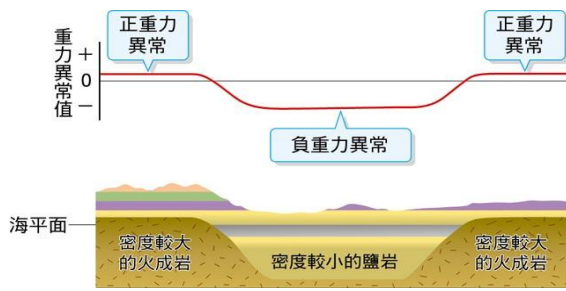 正重力
異常
正重力
異常
重力異常值
+
0
−
負重力異常
海平面
密度較大
的火成岩
密度較小的鹽岩
密度較大
的火成岩